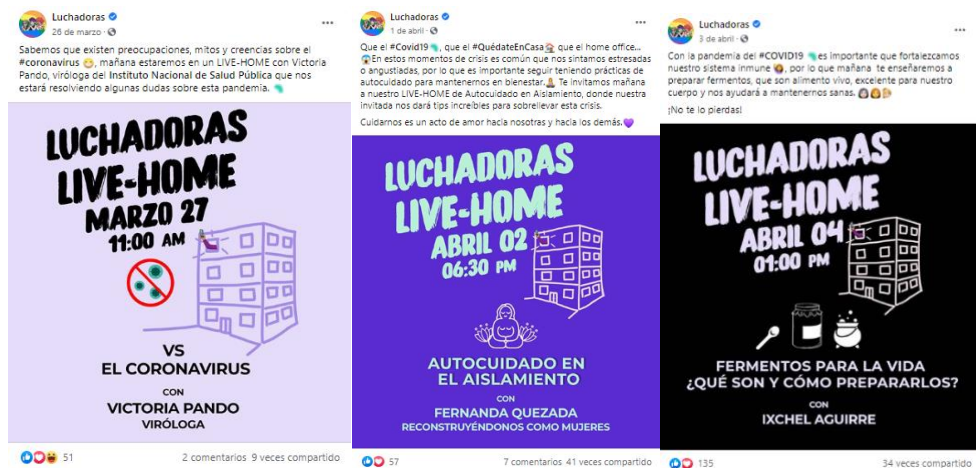 Luchadoras
26 de marzo ·
Sabemos que existen preocupaciones, mitos y creencias sobre el
#coronavirus, mañana estaremos en un LIVE-HOME con Victoria
Pando, viróloga del Instituto Nacional de Salud Pública que nos
estará resolviendo algunas dudas sobre esta pandemia.
LUCHADORAS
LIVE-HOME
MARZO 27
11:00 AM
VS
EL CORONAVIRUS
CON
VICTORIA PANDO
VIRÓLOGA
51
2 comentarios 9 veces compartido
Luchadoras
1 de abril ·
Que el #Covid19, que el #QuédateEnCasa que el home office...
En estos momentos de crisis es común que nos sintamos estresadas
o angustiadas, por lo que es importante seguir teniendo prácticas de
autocuidado para mantenernos en bienestar. Te invitamos mañana
a nuestro LIVE-HOME de Autocuidado en Aislamiento, donde nuestra
invitada nos dará tips increíbles para sobrellevar esta crisis.
Cuidarnos es un acto de amor hacia nosotras y hacia los demás.
LUCHADORAS
LIVE-HOME
ABRIL 02
06:30 PM
AUTOCUIDADO EN
EL AISLAMIENTO
CON
FERNANDA QUEZADA
RECONSTRUYÉNDONOS COMO MUJERES
57
7 comentarios 41 veces compartido
Luchadoras
3 de abril ·
Con la pandemia del #COVID19 es importante que fortalezcamos
nuestro sistema inmune, por lo que mañana te enseñaremos a
preparar fermentos, que son alimento vivo, excelente para nuestro
cuerpo y nos ayudará a mantenernos sanas.
¡No te lo pierdas!
LUCHADORAS
LIVE-HOME
ABRIL 04
01:00 PM
FERMENTOS PARA LA VIDA
¿QUÉ SON Y CÓMO PREPARARLOS?
CON
IXCHEL AGUIRRE
135
34 veces compartido